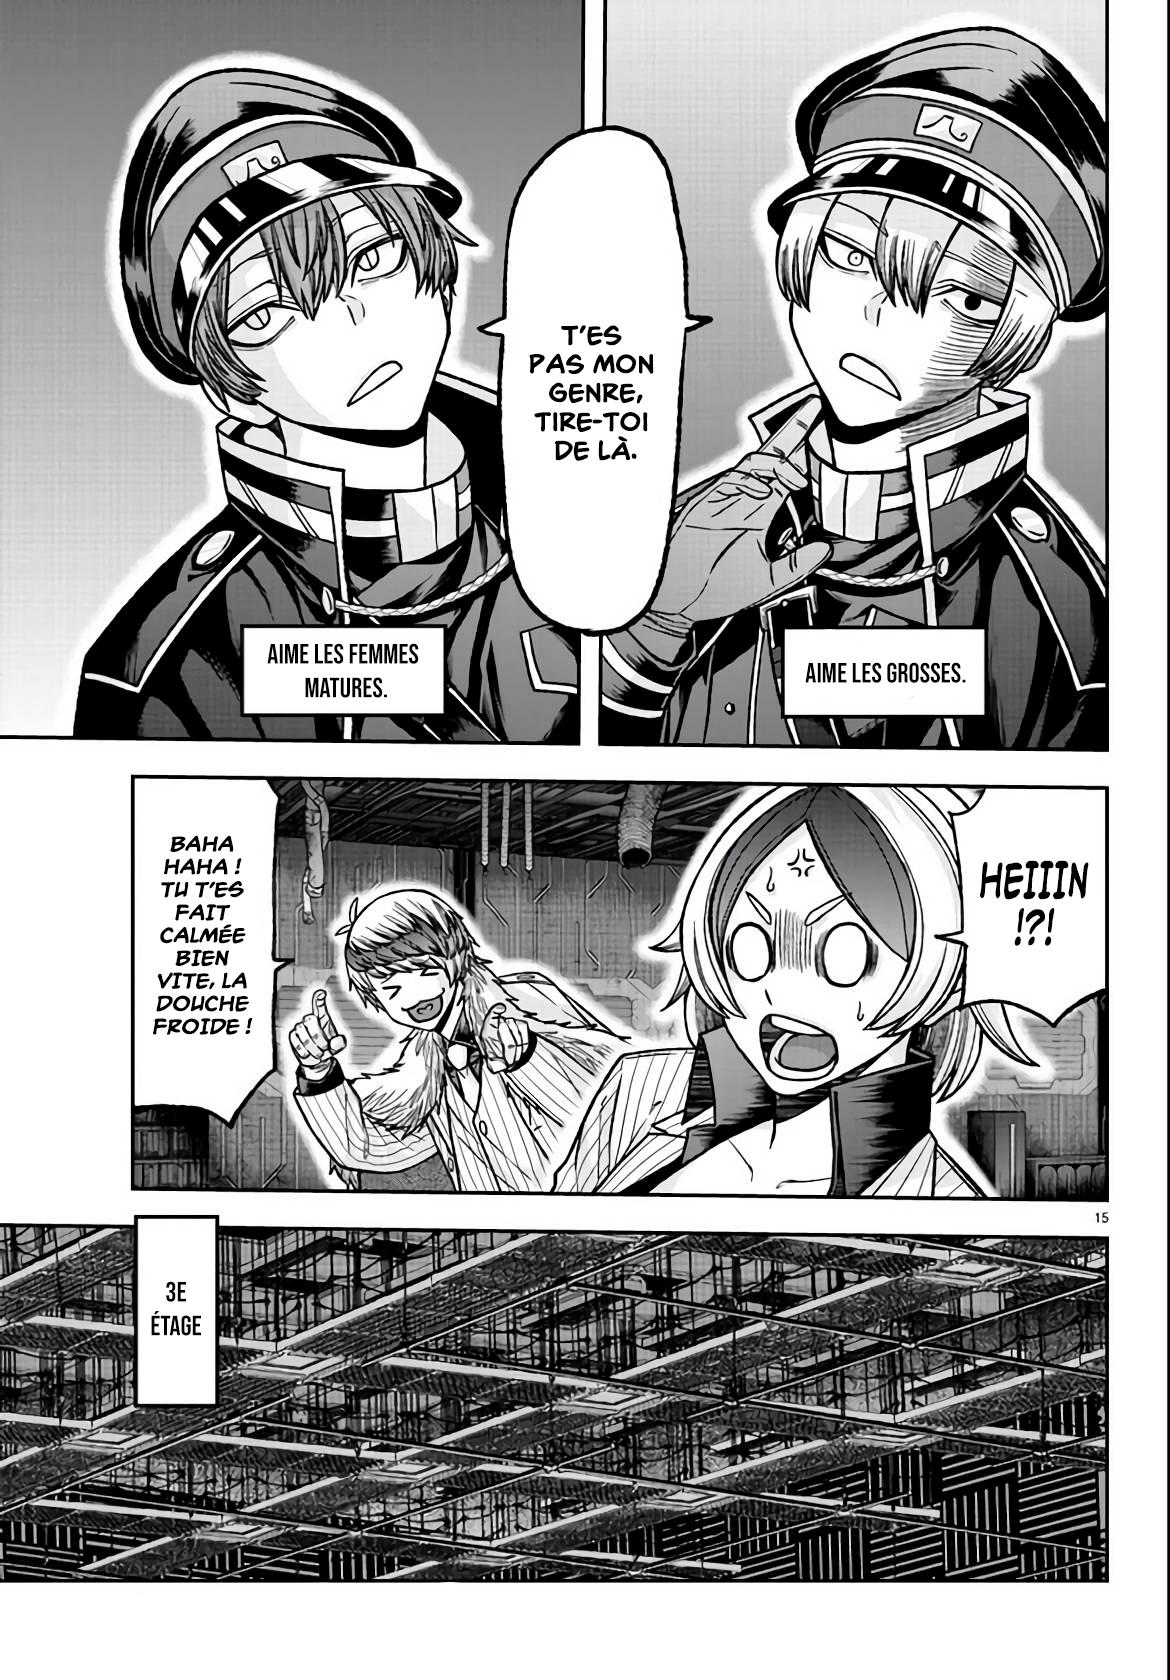 T'ES
PAS MON
GENRE,
TIRE-TOI
DE LÀ.
AIME LES GROSSES.
AIME LES FEMMES
MATURES.
HEIIIN
!?!
BAHA
HAHA !
TU T'ES
FAIT
CALMÉE
BIEN
VITE, LA
DOUCHE
FROIDE !
15
3E
ÉTAGE